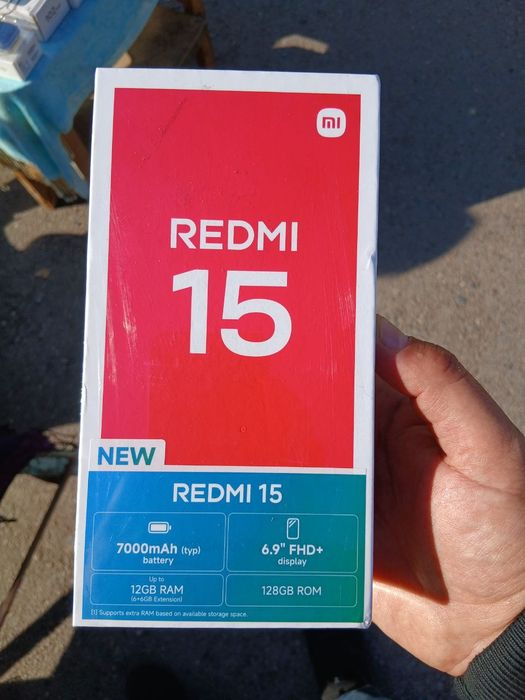 mi
REDMI
15
NEW
REDMI 15
7000mAh (typ)
battery
6.9" FHD+
display
Up to
12GB RAM
(6+6GB Extension)
128GB ROM
[1] Supports extra RAM based on available storage space.